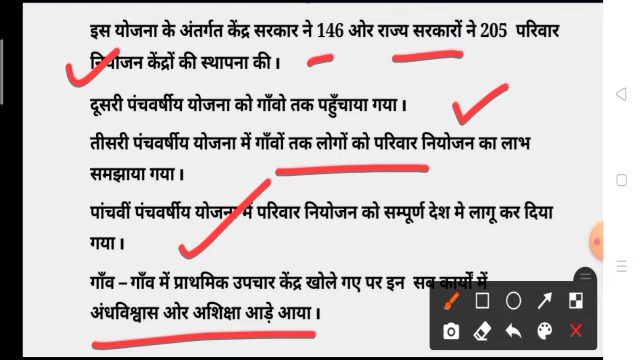 इस योजना के अंतर्गत केंद्र सरकार ने 146 ओर राज्य सरकारों ने 205 परिवार
नियोजन केंद्रों की स्थापना की ।
दूसरी पंचवर्षीय योजना को गाँवो तक पहुँचाया गया ।
तीसरी पंचवर्षीय योजना में गाँवों तक लोगों को परिवार नियोजन का लाभ
समझाया गया ।
पांचवीं पंचवर्षीय योजना में परिवार नियोजन को सम्पूर्ण देश मे लागू कर दिया
गया ।
गाँव – गाँव में प्राथमिक उपचार केंद्र खोले गए पर इन सब कार्यों में
अंधविश्वास ओर अशिक्षा आड़े आया ।